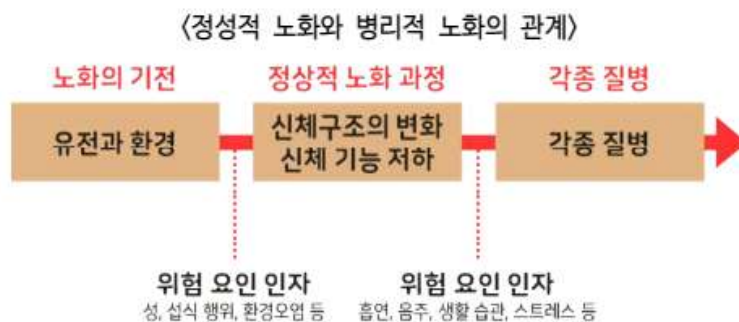 〈정성적 노화와 병리적 노화의 관계〉
노화의 기전
정상적 노화 과정
각종 질병
유전과 환경
신체구조의 변화
신체 기능 저하
각종 질병
위험 요인 인자
성, 섭식 행위, 환경오염 등
위험 요인 인자
흡연, 음주, 생활 습관, 스트레스 등